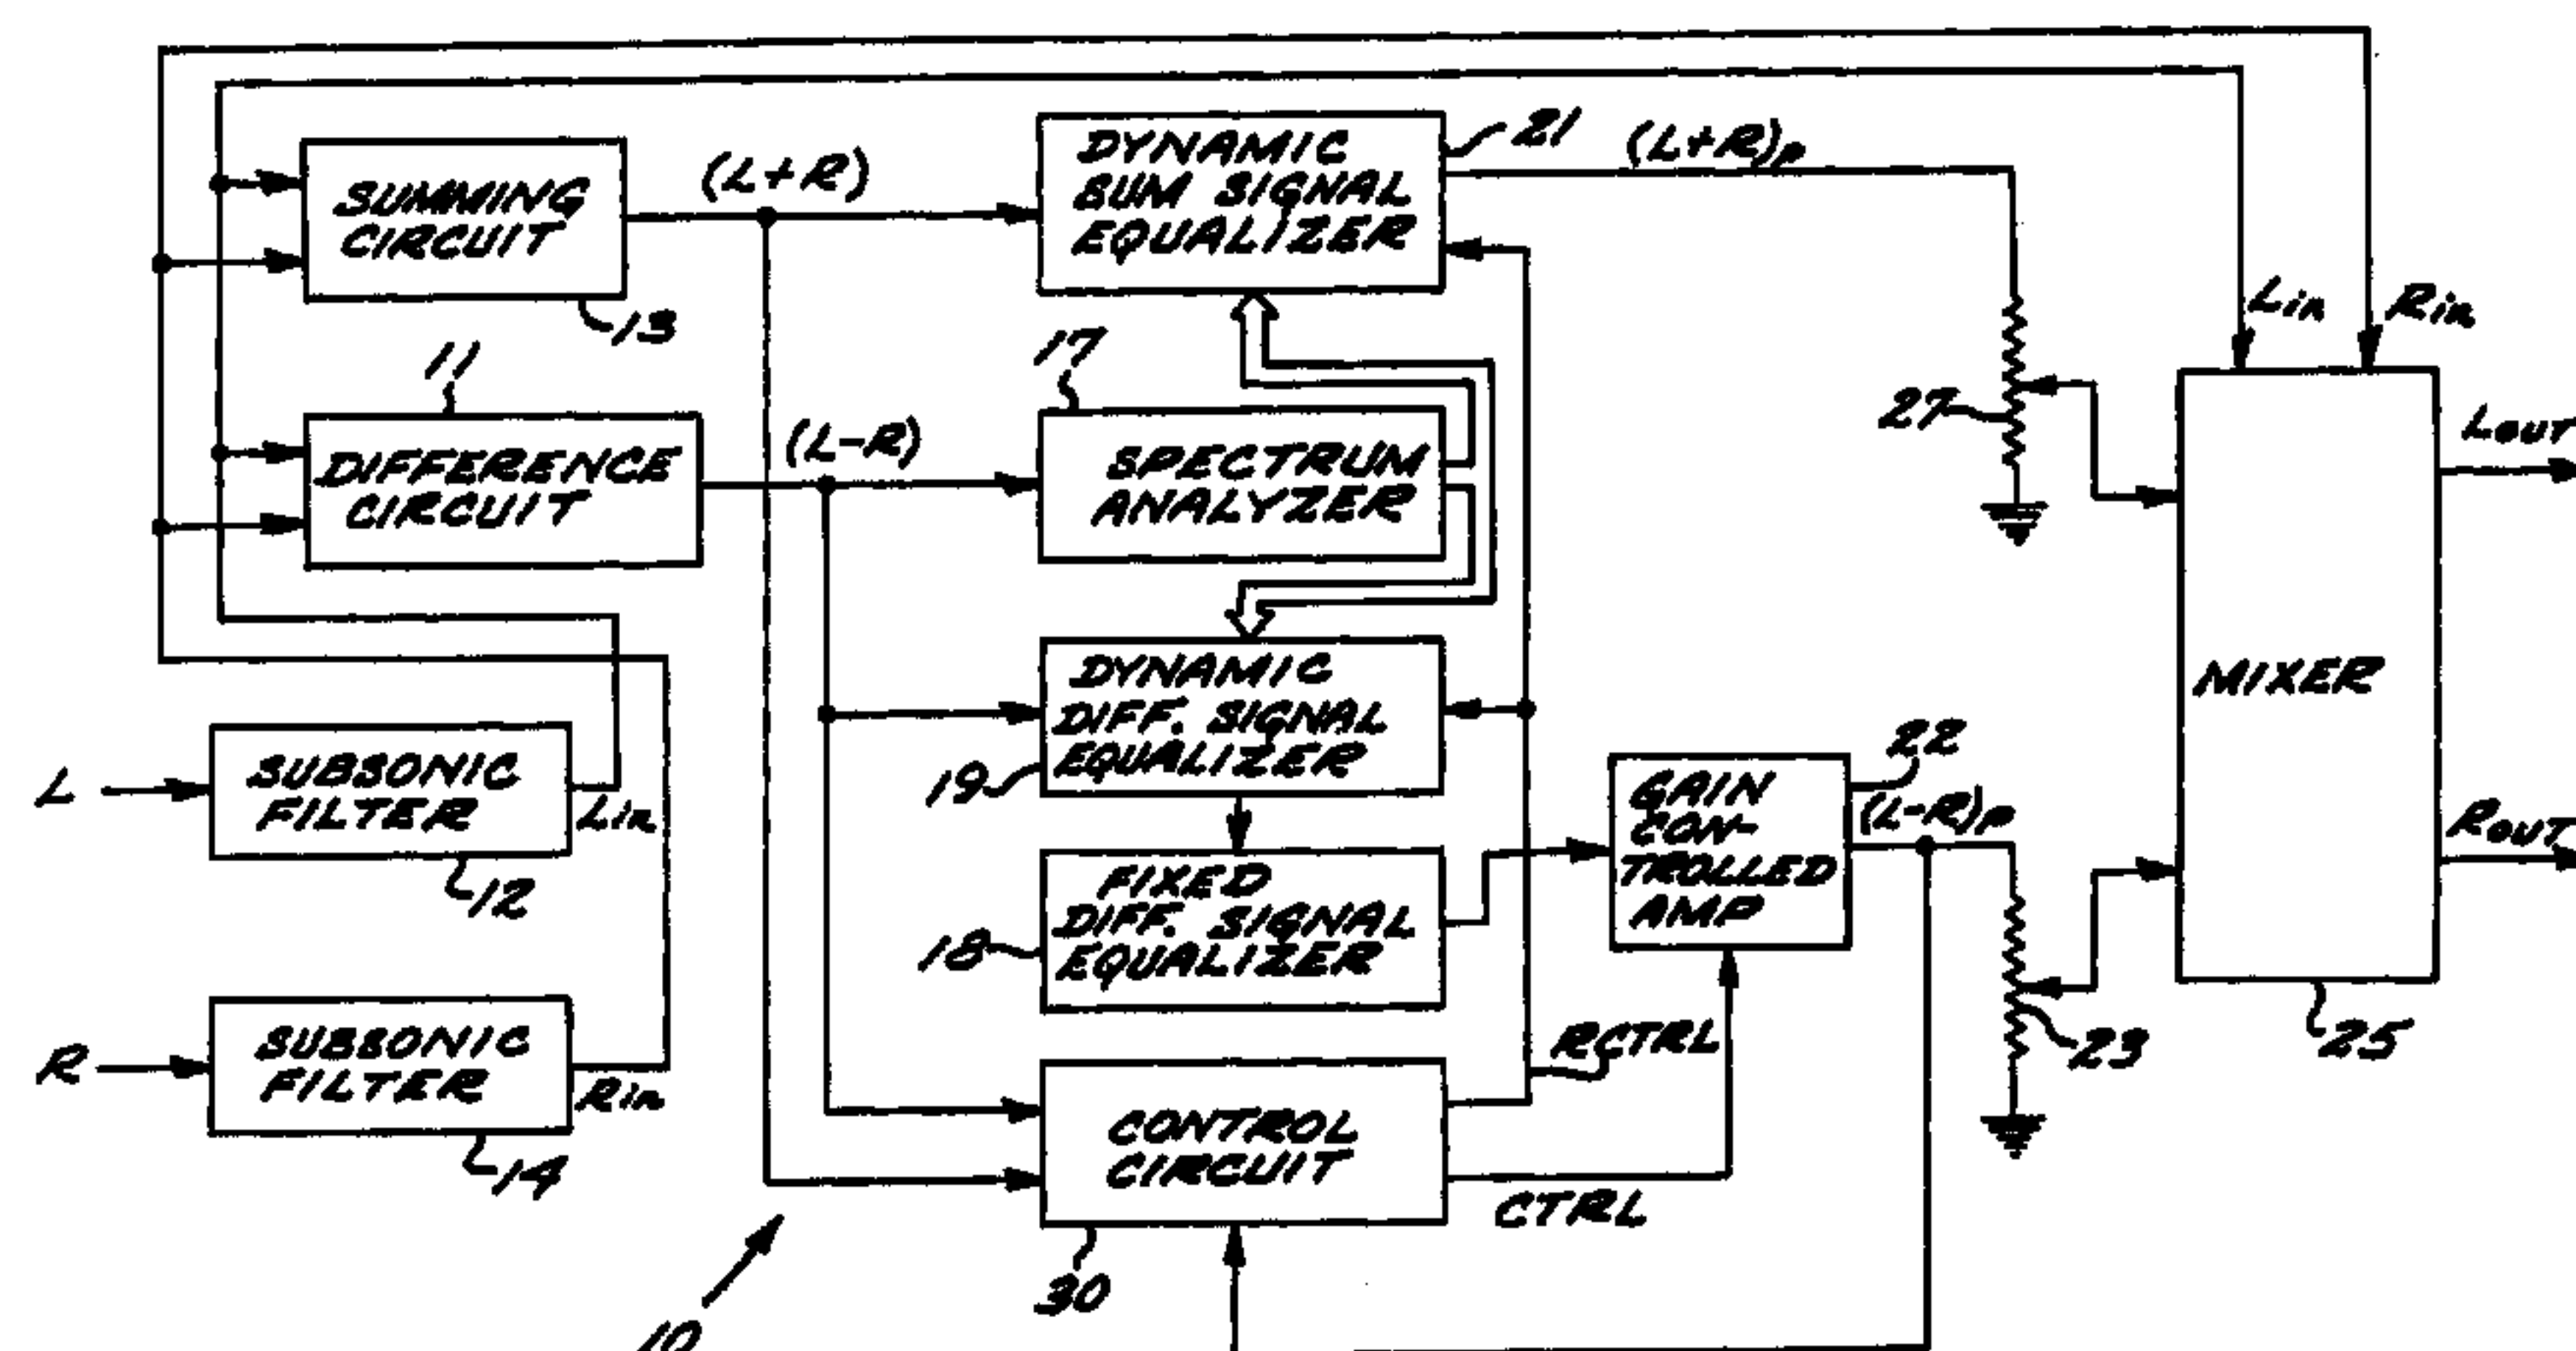 (L+R)
DYNAMIC
SUM SIGNAL
EQUALIZER
21
(L+R)p
SUMMING
CIRCUIT
13
Lin
Rin
17
11
27
LOUT
DIFFERENCE
CIRCUIT
(L-R)
SPECTRUM
ANALYZER
MIXER
DYNAMIC
DIFF. SIGNAL
EQUALIZER
19
22
L
SUBSONIC
FILTER
Lin
12
GAIN
CON-
TROLLED
AMP
(L-R)p
ROUT
FIXED
DIFF. SIGNAL
EQUALIZER
18
R
SUBSONIC
FILTER
Rin
14
RCTRL
23
25
CONTROL
CIRCUIT
CTRL
30
10